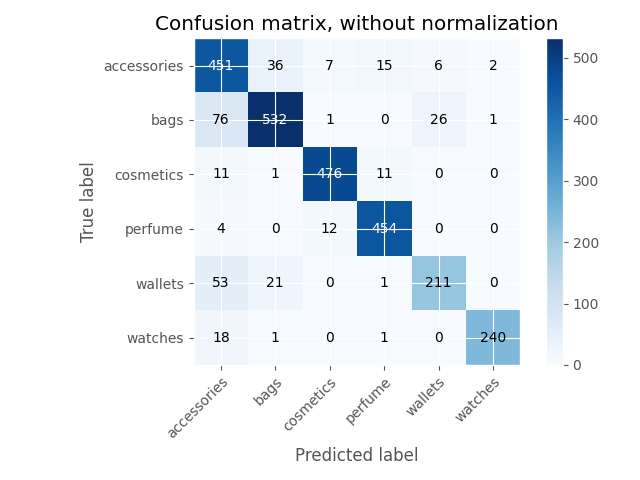 Confusion matrix, without normalization
accessories 451 36 7 15 6 2
bags 76 532 1 0 26 1
cosmetics 11 1 476 11 0 0
perfume 4 0 12 454 0 0
wallets 53 21 0 1 211 0
watches 18 1 0 1 0 240
accessories bags cosmetics perfume wallets watches
True label
Predicted label
500
400
300
200
100
0